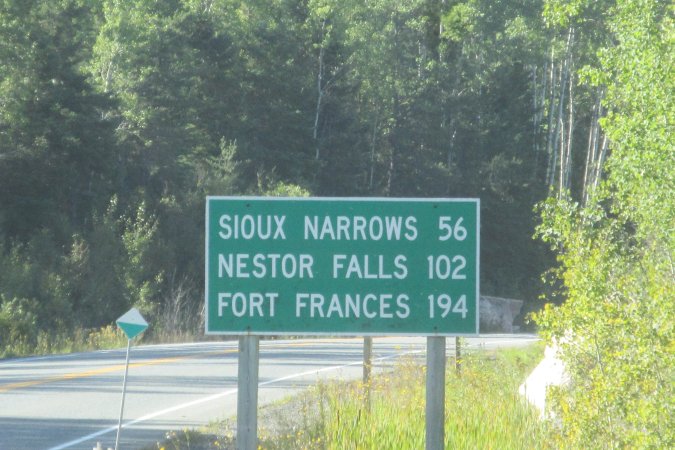 SIOUX NARROWS 56
NESTOR FALLS 102
FORT FRANCES 194